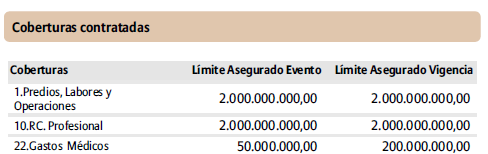 Coberturas contratadas
Coberturas Límite Asegurado Evento Límite Asegurado Vigencia
1.Predios, Labores y
Operaciones 2.000.000.000,00 2.000.000.000,00
10.RC. Profesional 2.000.000.000,00 2.000.000.000,00
22.Gastos Médicos 50.000.000,00 200.000.000,00